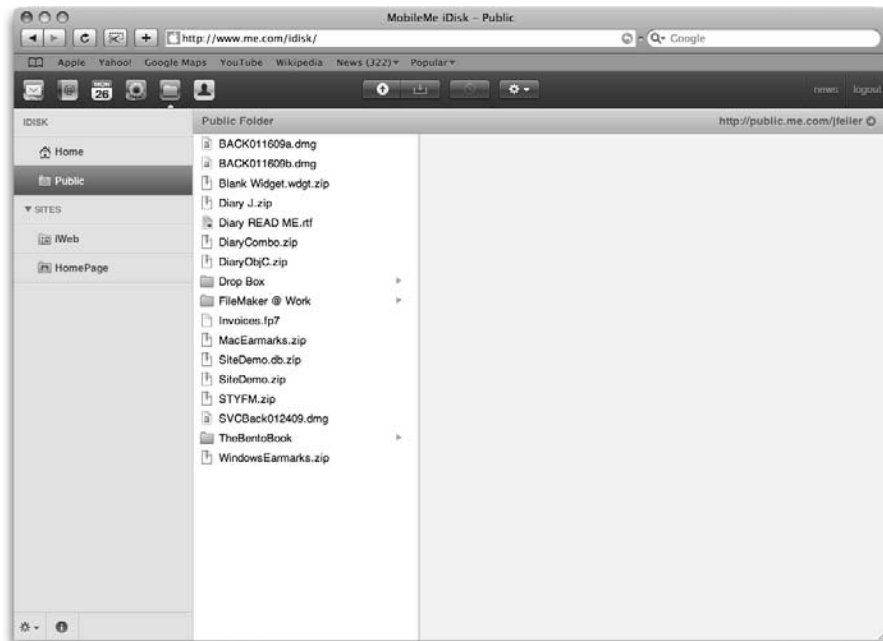 MobileMe iDisk – Public
http://www.me.com/idisk/
Google
Apple Yahoo! Google Maps YouTube Wikipedia News (322) Popular
MON
26
news logout
IDISK
Public Folder
http://public.me.com/jfeiler
Home
Public
SITES
iWeb
HomePage
BACK011609a.dmg
BACK011609b.dmg
Blank Widget.wdgt.zip
Diary J.zip
Diary READ ME.rtf
DiaryCombo.zip
DiaryObjC.zip
Drop Box
FileMaker @ Work
Invoices.fp7
MacEarmarks.zip
SiteDemo.db.zip
SiteDemo.zip
STYFM.zip
SVCBack012409.dmg
TheBentoBook
WindowsEarmarks.zip